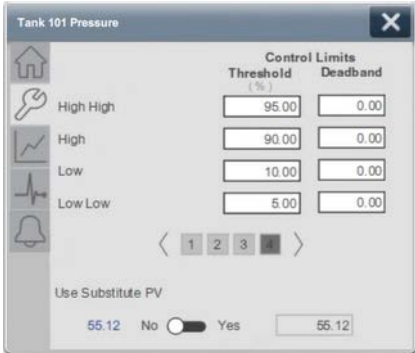 Tank 101 Pressure
Control Limits
Threshold Deadband
(%)
High High 95.00 0.00
High 90.00 0.00
Low 10.00 0.00
Low Low 5.00 0.00
1 2 3 4
Use Substitute PV
55.12 No Yes 55.12